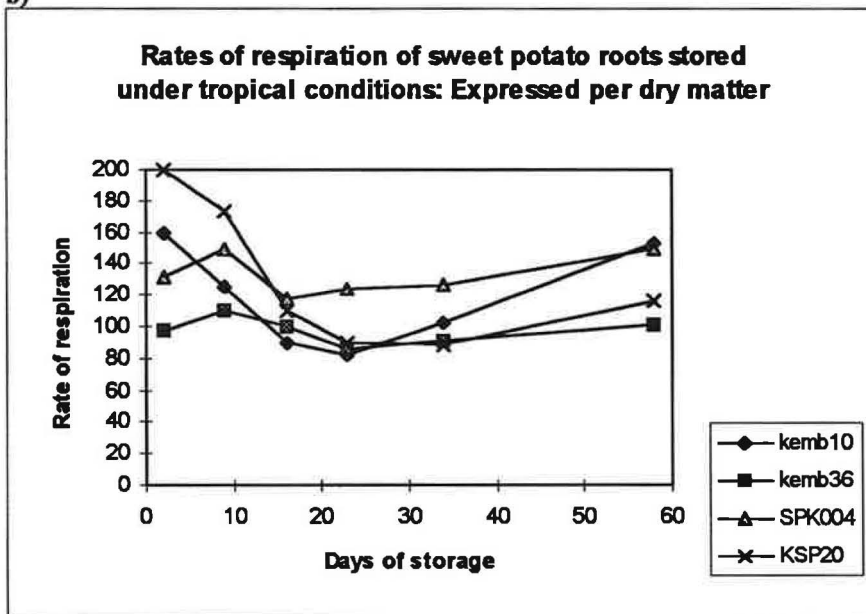 b)
Rates of respiration of sweet potato roots stored
under tropical conditions: Expressed per dry matter
Rate of respiration
200
180
160
140
120
100
80
60
40
20
0
0 10 20 30 40 50 60
Days of storage
kemb10
kemb36
SPK004
KSP20